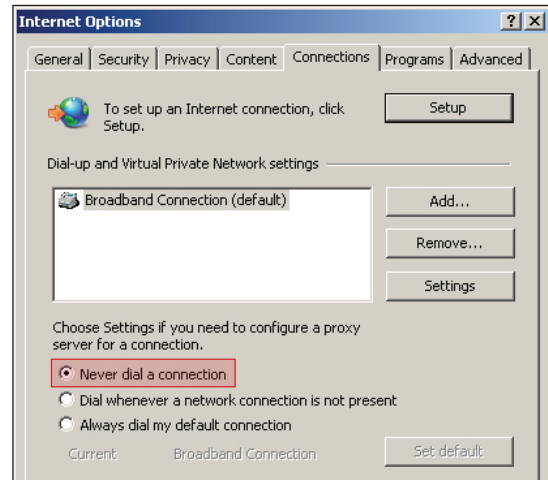 Internet Options
? X
General Security Privacy Content Connections Programs Advanced
To set up an Internet connection, click
Setup.
Setup
Dial-up and Virtual Private Network settings
Broadband Connection (default)
Add...
Remove...
Settings
Choose Settings if you need to configure a proxy
server for a connection.
Never dial a connection
Dial whenever a network connection is not present
Always dial my default connection
Current Broadband Connection Set default